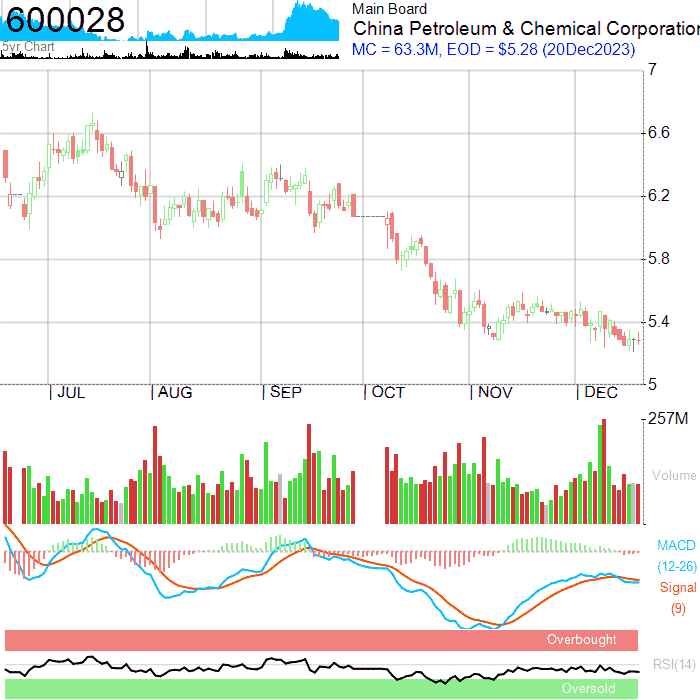 600028
5yr Chart
Main Board
China Petroleum & Chemical Corporation
MC = 63.3M, EOD = $5.28 (20Dec2023)
7
6.6
6.2
5.8
5.4
5
JUL AUG SEP OCT NOV DEC
257M
Volume
MACD
(12-26)
Signal
(9)
Overbought
RSI(14)
Oversold